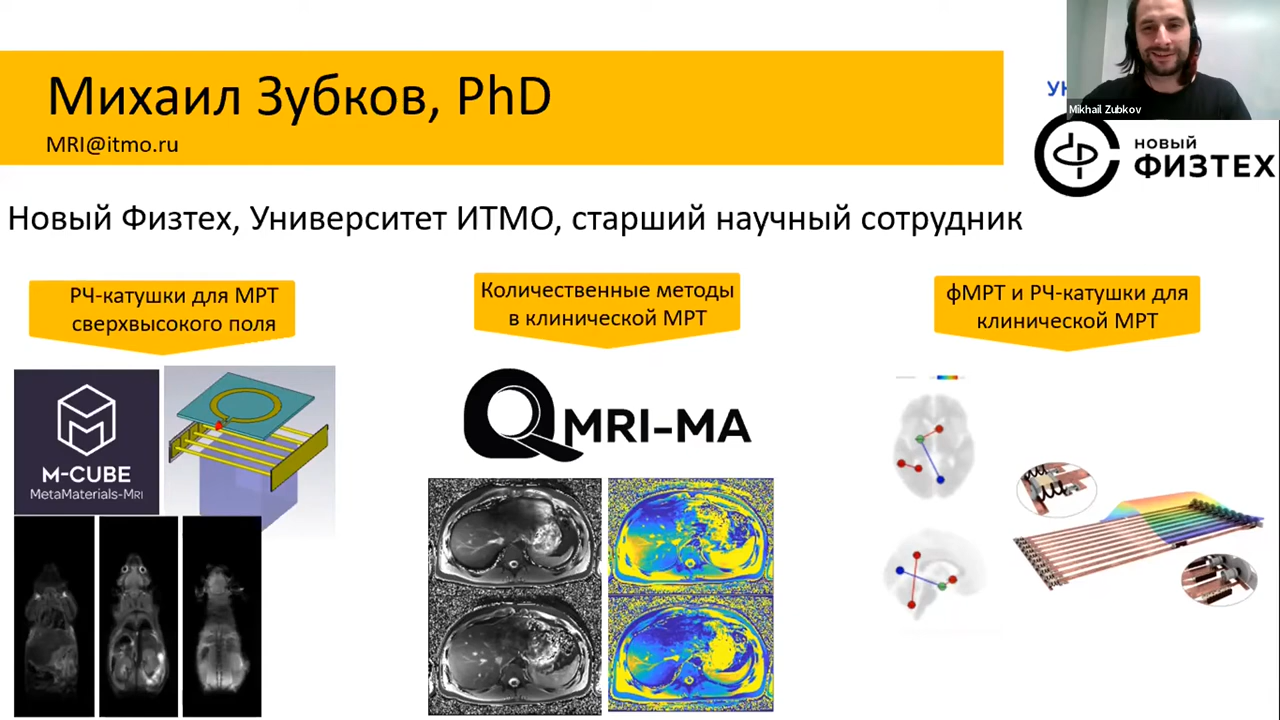 Михаил Зубков, PhD
MRI@itmo.ru
Mikhail Zubkov
НОВЫЙ
ФИЗТЕХ
Новый Физтех, Университет ИТМО, старший научный сотрудник
РЧ-катушки для МРТ
сверхвысокого поля
Количественные методы
в клинической МРТ
фМРТ и РЧ-катушки для
клинической МРТ
M-CUBE
MetaMaterials-MRI
QMRI-MA